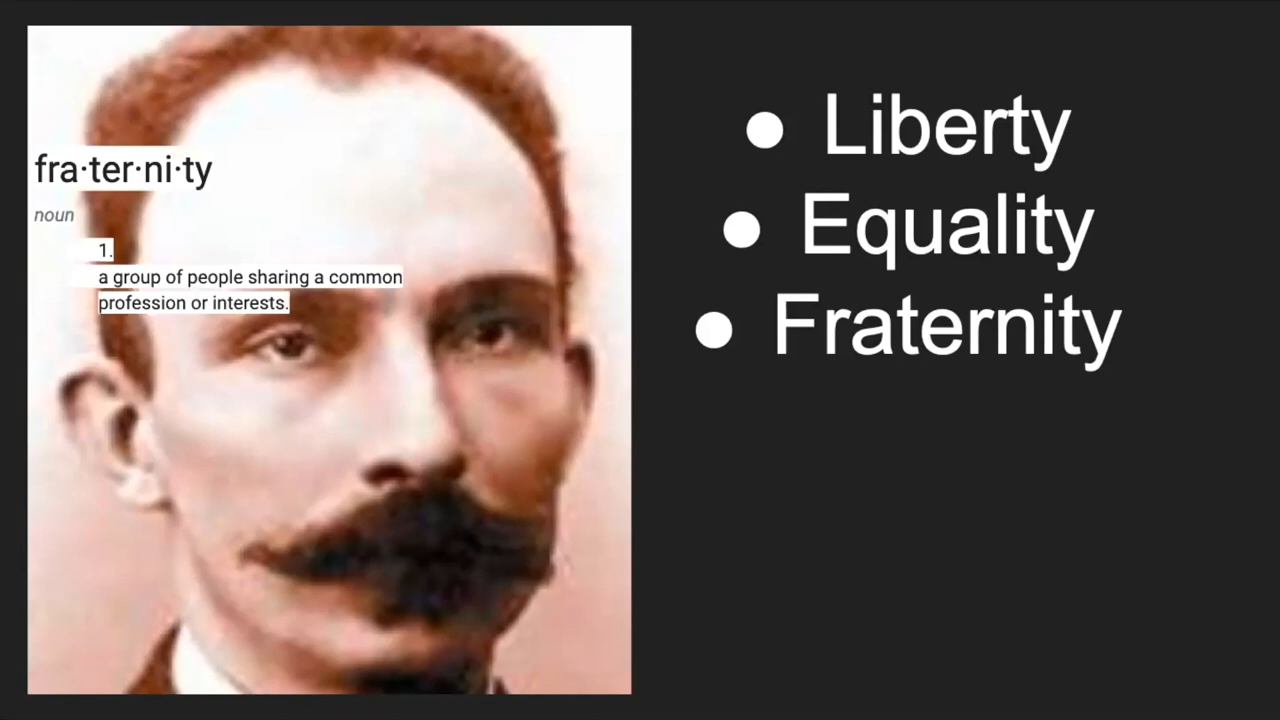 fra·ter·ni·ty
noun
1.
a group of people sharing a common
profession or interests.
● Liberty
● Equality
● Fraternity